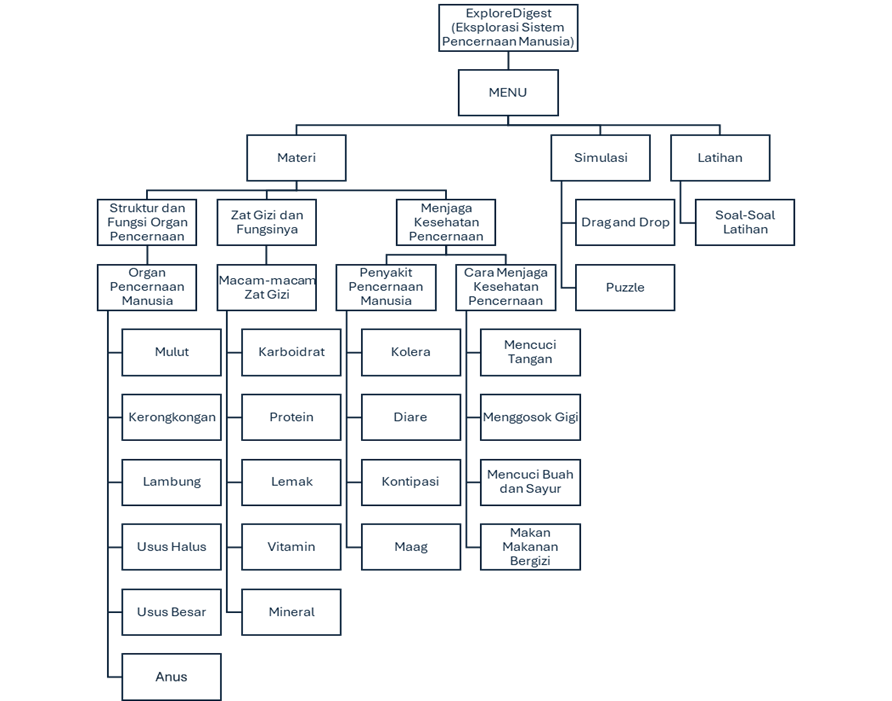 ExploreDigest
(Eksplorasi Sistem
Pencernaan Manusia)
MENU
Materi
Simulasi
Latihan
Struktur dan
Fungsi Organ
Pencernaan
Zat Gizi dan
Fungsinya
Menjaga
Kesehatan
Pencernaan
Drag and Drop
Soal-Soal
Latihan
Organ
Pencernaan
Manusia
Macam-macam
Zat Gizi
Penyakit
Pencernaan
Manusia
Cara Menjaga
Kesehatan
Pencernaan
Puzzle
Mulut
Karboidrat
Kolera
Mencuci
Tangan
Kerongkongan
Protein
Diare
Menggosok Gigi
Lambung
Lemak
Kontipasi
Mencuci Buah
dan Sayur
Usus Halus
Vitamin
Maag
Makan
Makanan
Bergizi
Usus Besar
Mineral
Anus